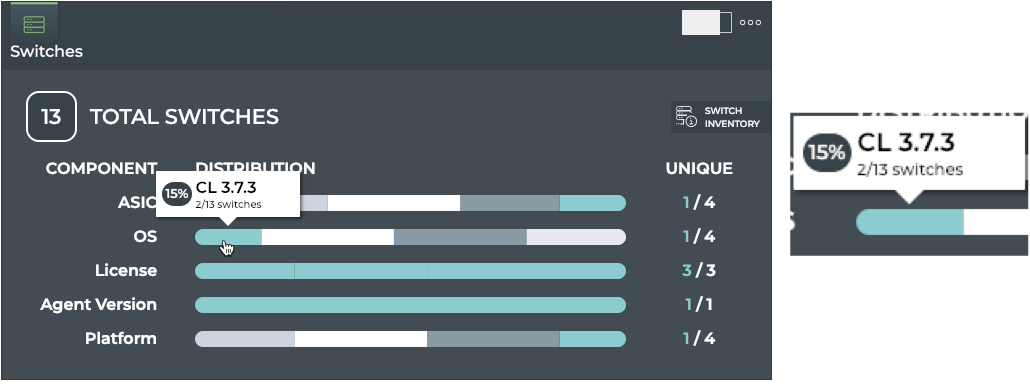 Switches
13 TOTAL SWITCHES
SWITCH
INVENTORY
COMPONENT DISTRIBUTION UNIQUE
15% CL 3.7.3
2/13 switches
ASIC 1 / 4
OS 1 / 4
License 3 / 3
Agent Version 1 / 1
Platform 1 / 4
15% CL 3.7.3
2/13 switches